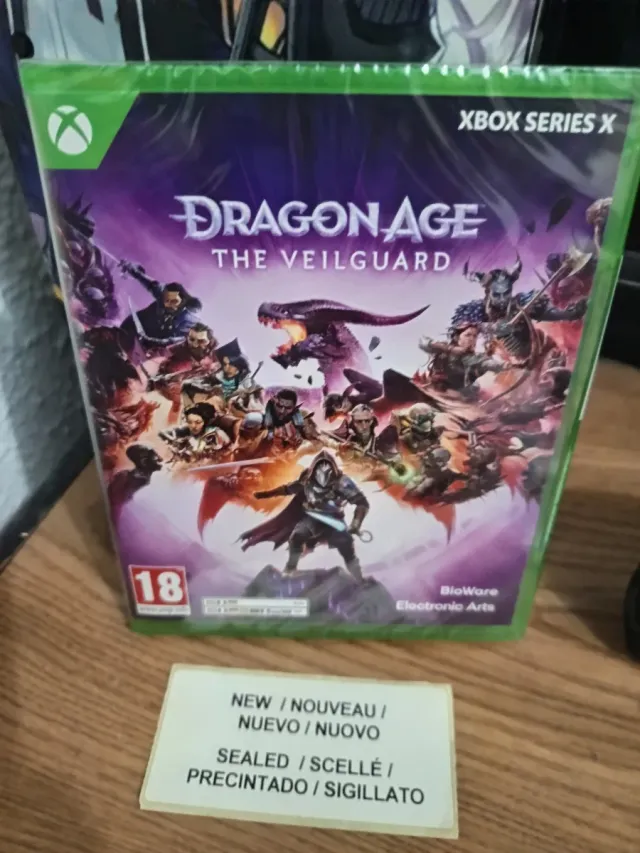 XBOX SERIES X
DRAGON AGE
THE VEILGUARD
18
BioWare
Electronic Arts
NEW / NOUVEAU /
NUEVO / NUOVO
SEALED / SCELLÉ /
PRECINTADO / SIGILLATO